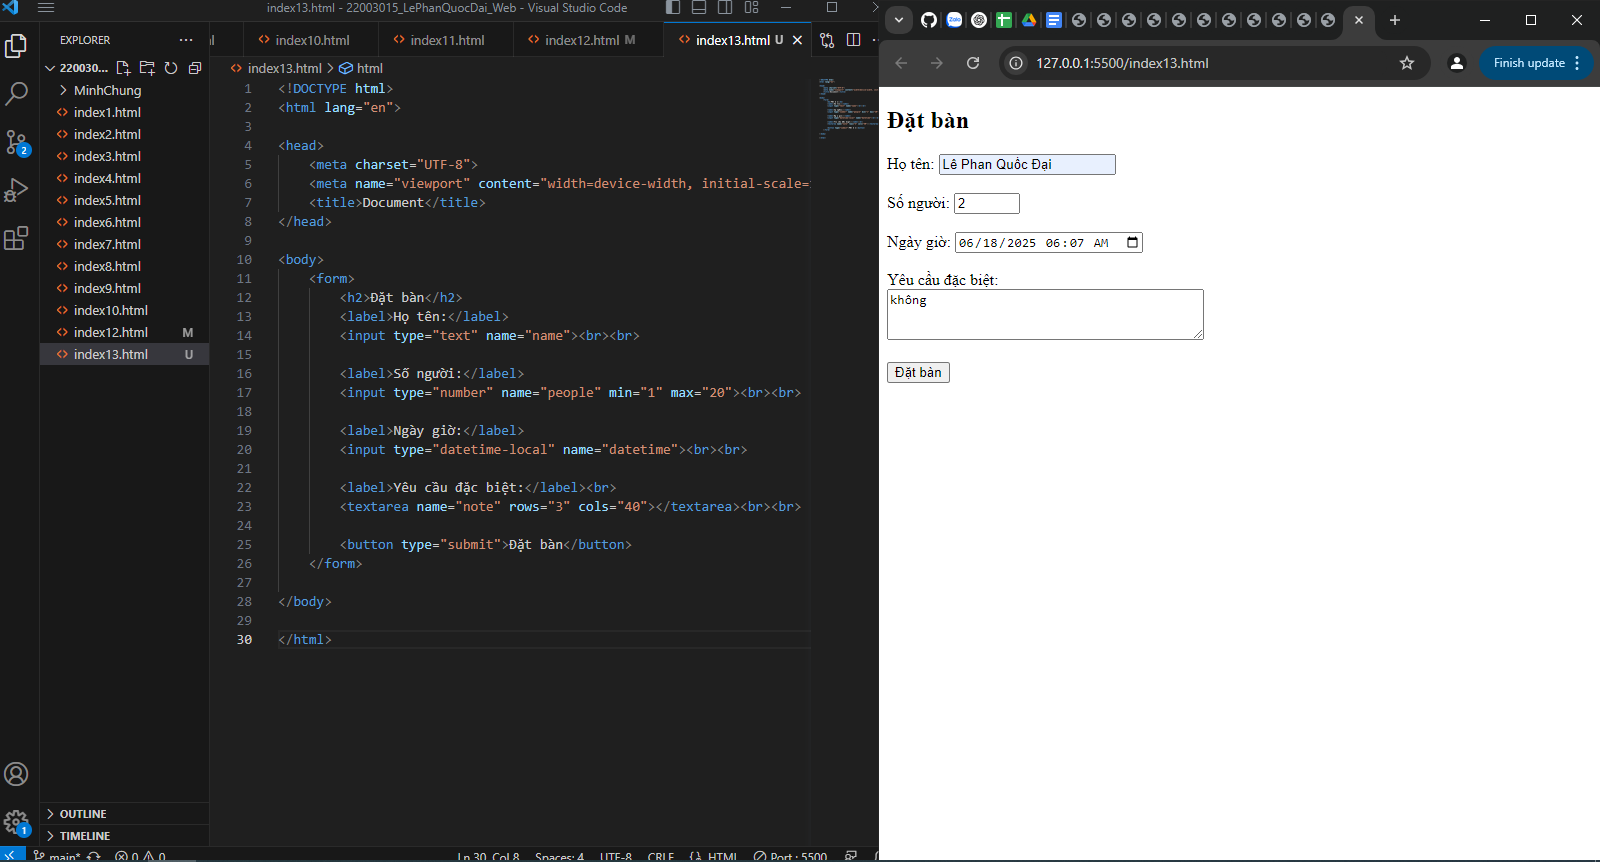 index13.html - 22003015_LePhanQuocDai_Web - Visual Studio Code
EXPLORER
220030...
MinhChung
index1.html
index2.html
index3.html
index4.html
index5.html
index6.html
index7.html
index8.html
index9.html
index10.html
index12.html M
index13.html U
OUTLINE
TIMELINE
2
1
index10.html
index11.html
index12.html M
index13.html U
index13.html > html
1 <!DOCTYPE html>
2 <html lang="en">
3
4 <head>
5 <meta charset="UTF-8">
6 <meta name="viewport" content="width=device-width, initial-scale=
7 <title>Document</title>
8 </head>
9
10 <body>
11 <form>
12 <h2>Đặt bàn</h2>
13 <label>Họ tên:</label>
14 <input type="text" name="name"><br><br>
15
16 <label>Số người:</label>
17 <input type="number" name="people" min="1" max="20"><br><br>
18
19 <label>Ngày giờ:</label>
20 <input type="datetime-local" name="datetime"><br><br>
21
22 <label>Yêu cầu đặc biệt:</label><br>
23 <textarea name="note" rows="3" cols="40"></textarea><br><br>
24
25 <button type="submit">Đặt bàn</button>
26 </form>
27
28 </body>
29
30 </html>
main* 0 0 Ln 30, Col 8 Spaces: 4 UTF-8 CRLF {} HTML Port : 5500
Zalo
127.0.0.1:5500/index13.html
Finish update
Đặt bàn
Họ tên: Lê Phan Quốc Đại
Số người: 2
Ngày giờ: 06/18/2025 06:07 AM
Yêu cầu đặc biệt:
không
Đặt bàn